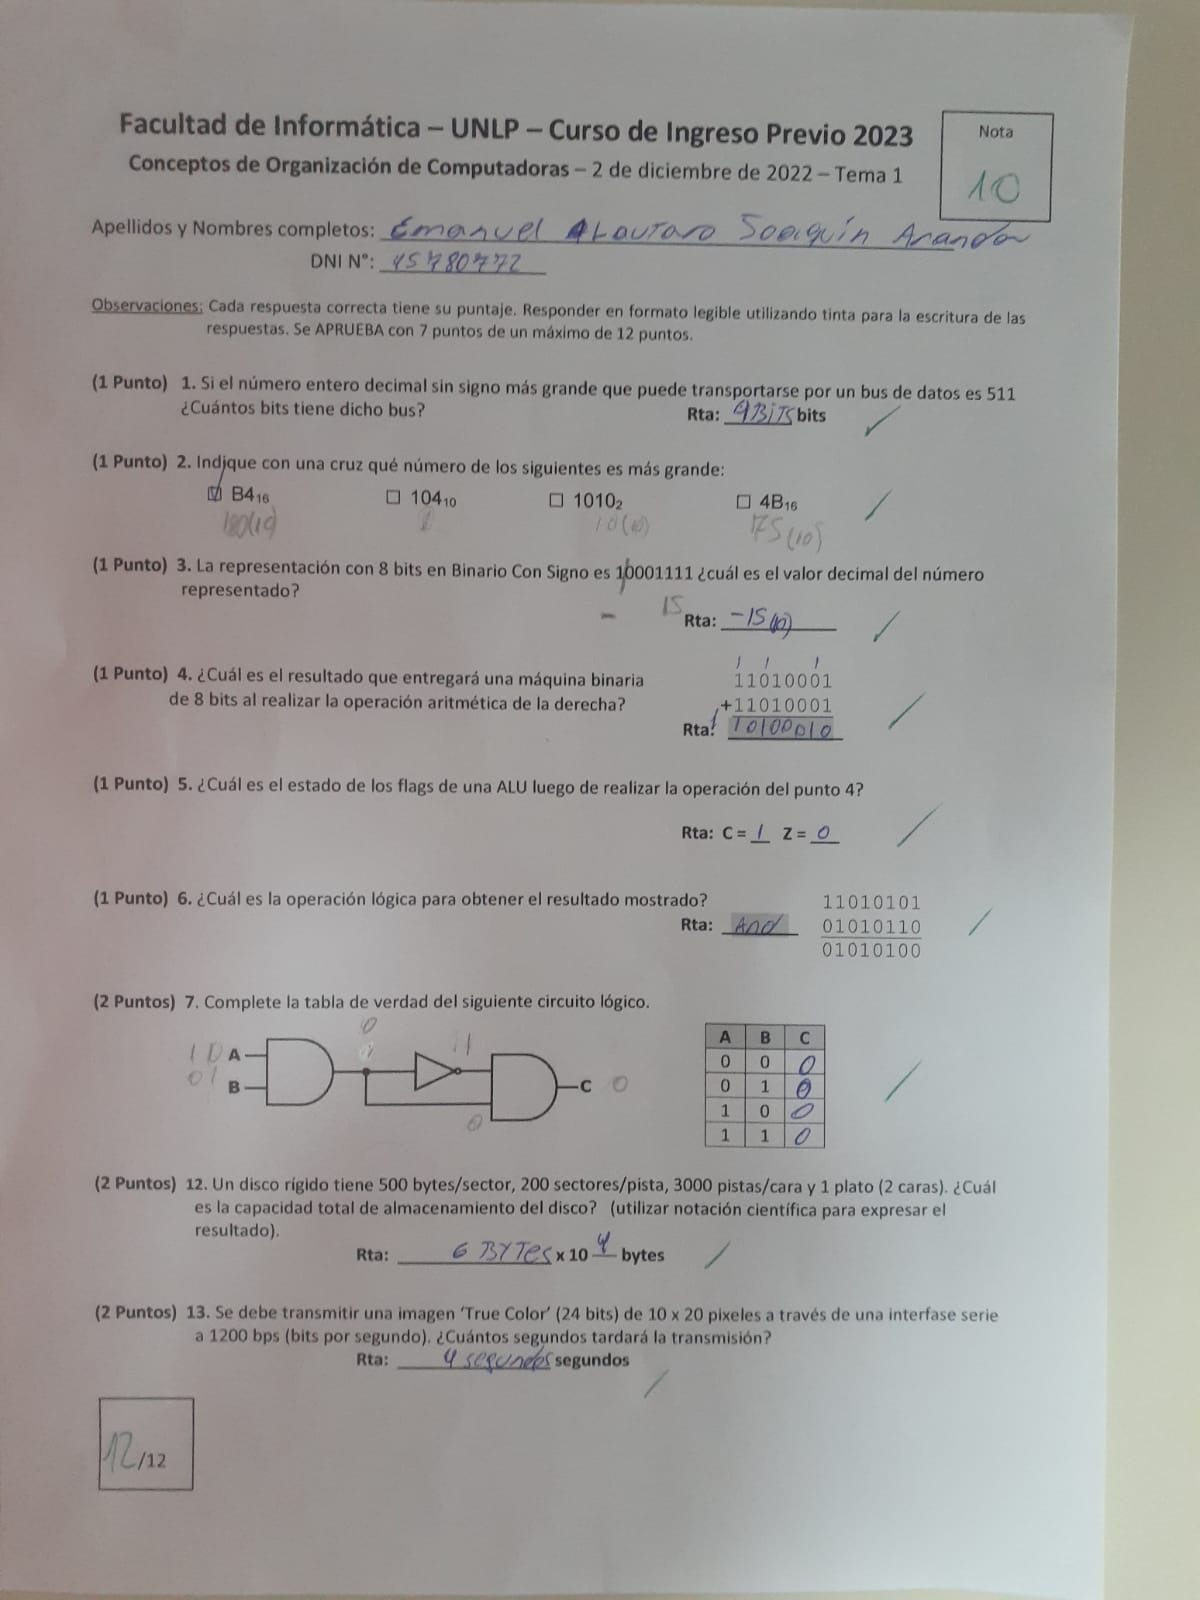 Facultad de Informática – UNLP – Curso de Ingreso Previo 2023
Conceptos de Organización de Computadoras – 2 de diciembre de 2022 – Tema 1
Nota
10
Apellidos y Nombres completos: Emanuel Lautaro Joaquín Aranda
DNI N°: 45780772
Observaciones: Cada respuesta correcta tiene su puntaje. Responder en formato legible utilizando tinta para la escritura de las
respuestas. Se APRUEBA con 7 puntos de un máximo de 12 puntos.
(1 Punto) 1. Si el número entero decimal sin signo más grande que puede transportarse por un bus de datos es 511
¿Cuántos bits tiene dicho bus? Rta: 9 BiTS bits
(1 Punto) 2. Indique con una cruz qué número de los siguientes es más grande:
☑ B4₁₆ ☐ 104₁₀ ☐ 1010₂ ☐ 4B₁₆
180(10) 10(10) 75(10)
(1 Punto) 3. La representación con 8 bits en Binario Con Signo es 10001111 ¿cuál es el valor decimal del número
representado?
– 15 Rta: -15(10)
(1 Punto) 4. ¿Cuál es el resultado que entregará una máquina binaria
de 8 bits al realizar la operación aritmética de la derecha?
1 1 1
11010001
+11010001
Rta: 1 10100010
(1 Punto) 5. ¿Cuál es el estado de los flags de una ALU luego de realizar la operación del punto 4?
Rta: C = 1 Z = 0
(1 Punto) 6. ¿Cuál es la operación lógica para obtener el resultado mostrado?
Rta: And
11010101
01010110
01010100
(2 Puntos) 7. Complete la tabla de verdad del siguiente circuito lógico.
0
1 0 A 1
0 1 B C 0
0
A B C
0 0 0
0 1 0
1 0 0
1 1 0
(2 Puntos) 12. Un disco rígido tiene 500 bytes/sector, 200 sectores/pista, 3000 pistas/cara y 1 plato (2 caras). ¿Cuál
es la capacidad total de almacenamiento del disco? (utilizar notación científica para expresar el
resultado).
Rta: 6 BYTes x 10 bytes
(2 Puntos) 13. Se debe transmitir una imagen ‘True Color’ (24 bits) de 10 x 20 pixeles a través de una interfase serie
a 1200 bps (bits por segundo). ¿Cuántos segundos tardará la transmisión?
Rta: 4 segundos segundos
12/12